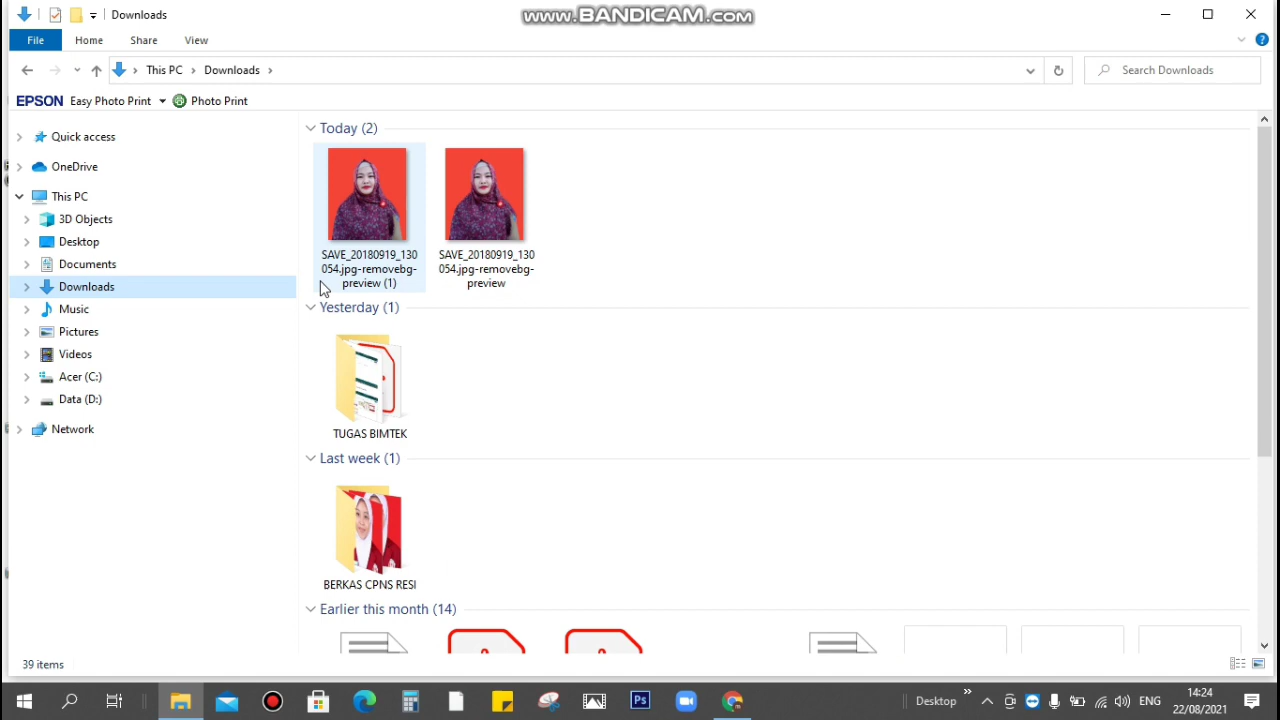 Downloads
www.BANDICAM.com
File
Home
Share
View
This PC
Downloads
Search Downloads
EPSON Easy Photo Print
Photo Print
Quick access
OneDrive
This PC
3D Objects
Desktop
Documents
Downloads
Music
Pictures
Videos
Acer (C:)
Data (D:)
Network
Today (2)
SAVE_20180919_130
054.jpg-removebg-
preview (1)
SAVE_20180919_130
054.jpg-removebg-
preview
Yesterday (1)
TUGAS BIMTEK
Last week (1)
BERKAS CPNS RESI
Earlier this month (14)
39 items
Ps
Desktop
ENG
14:24
22/08/2021